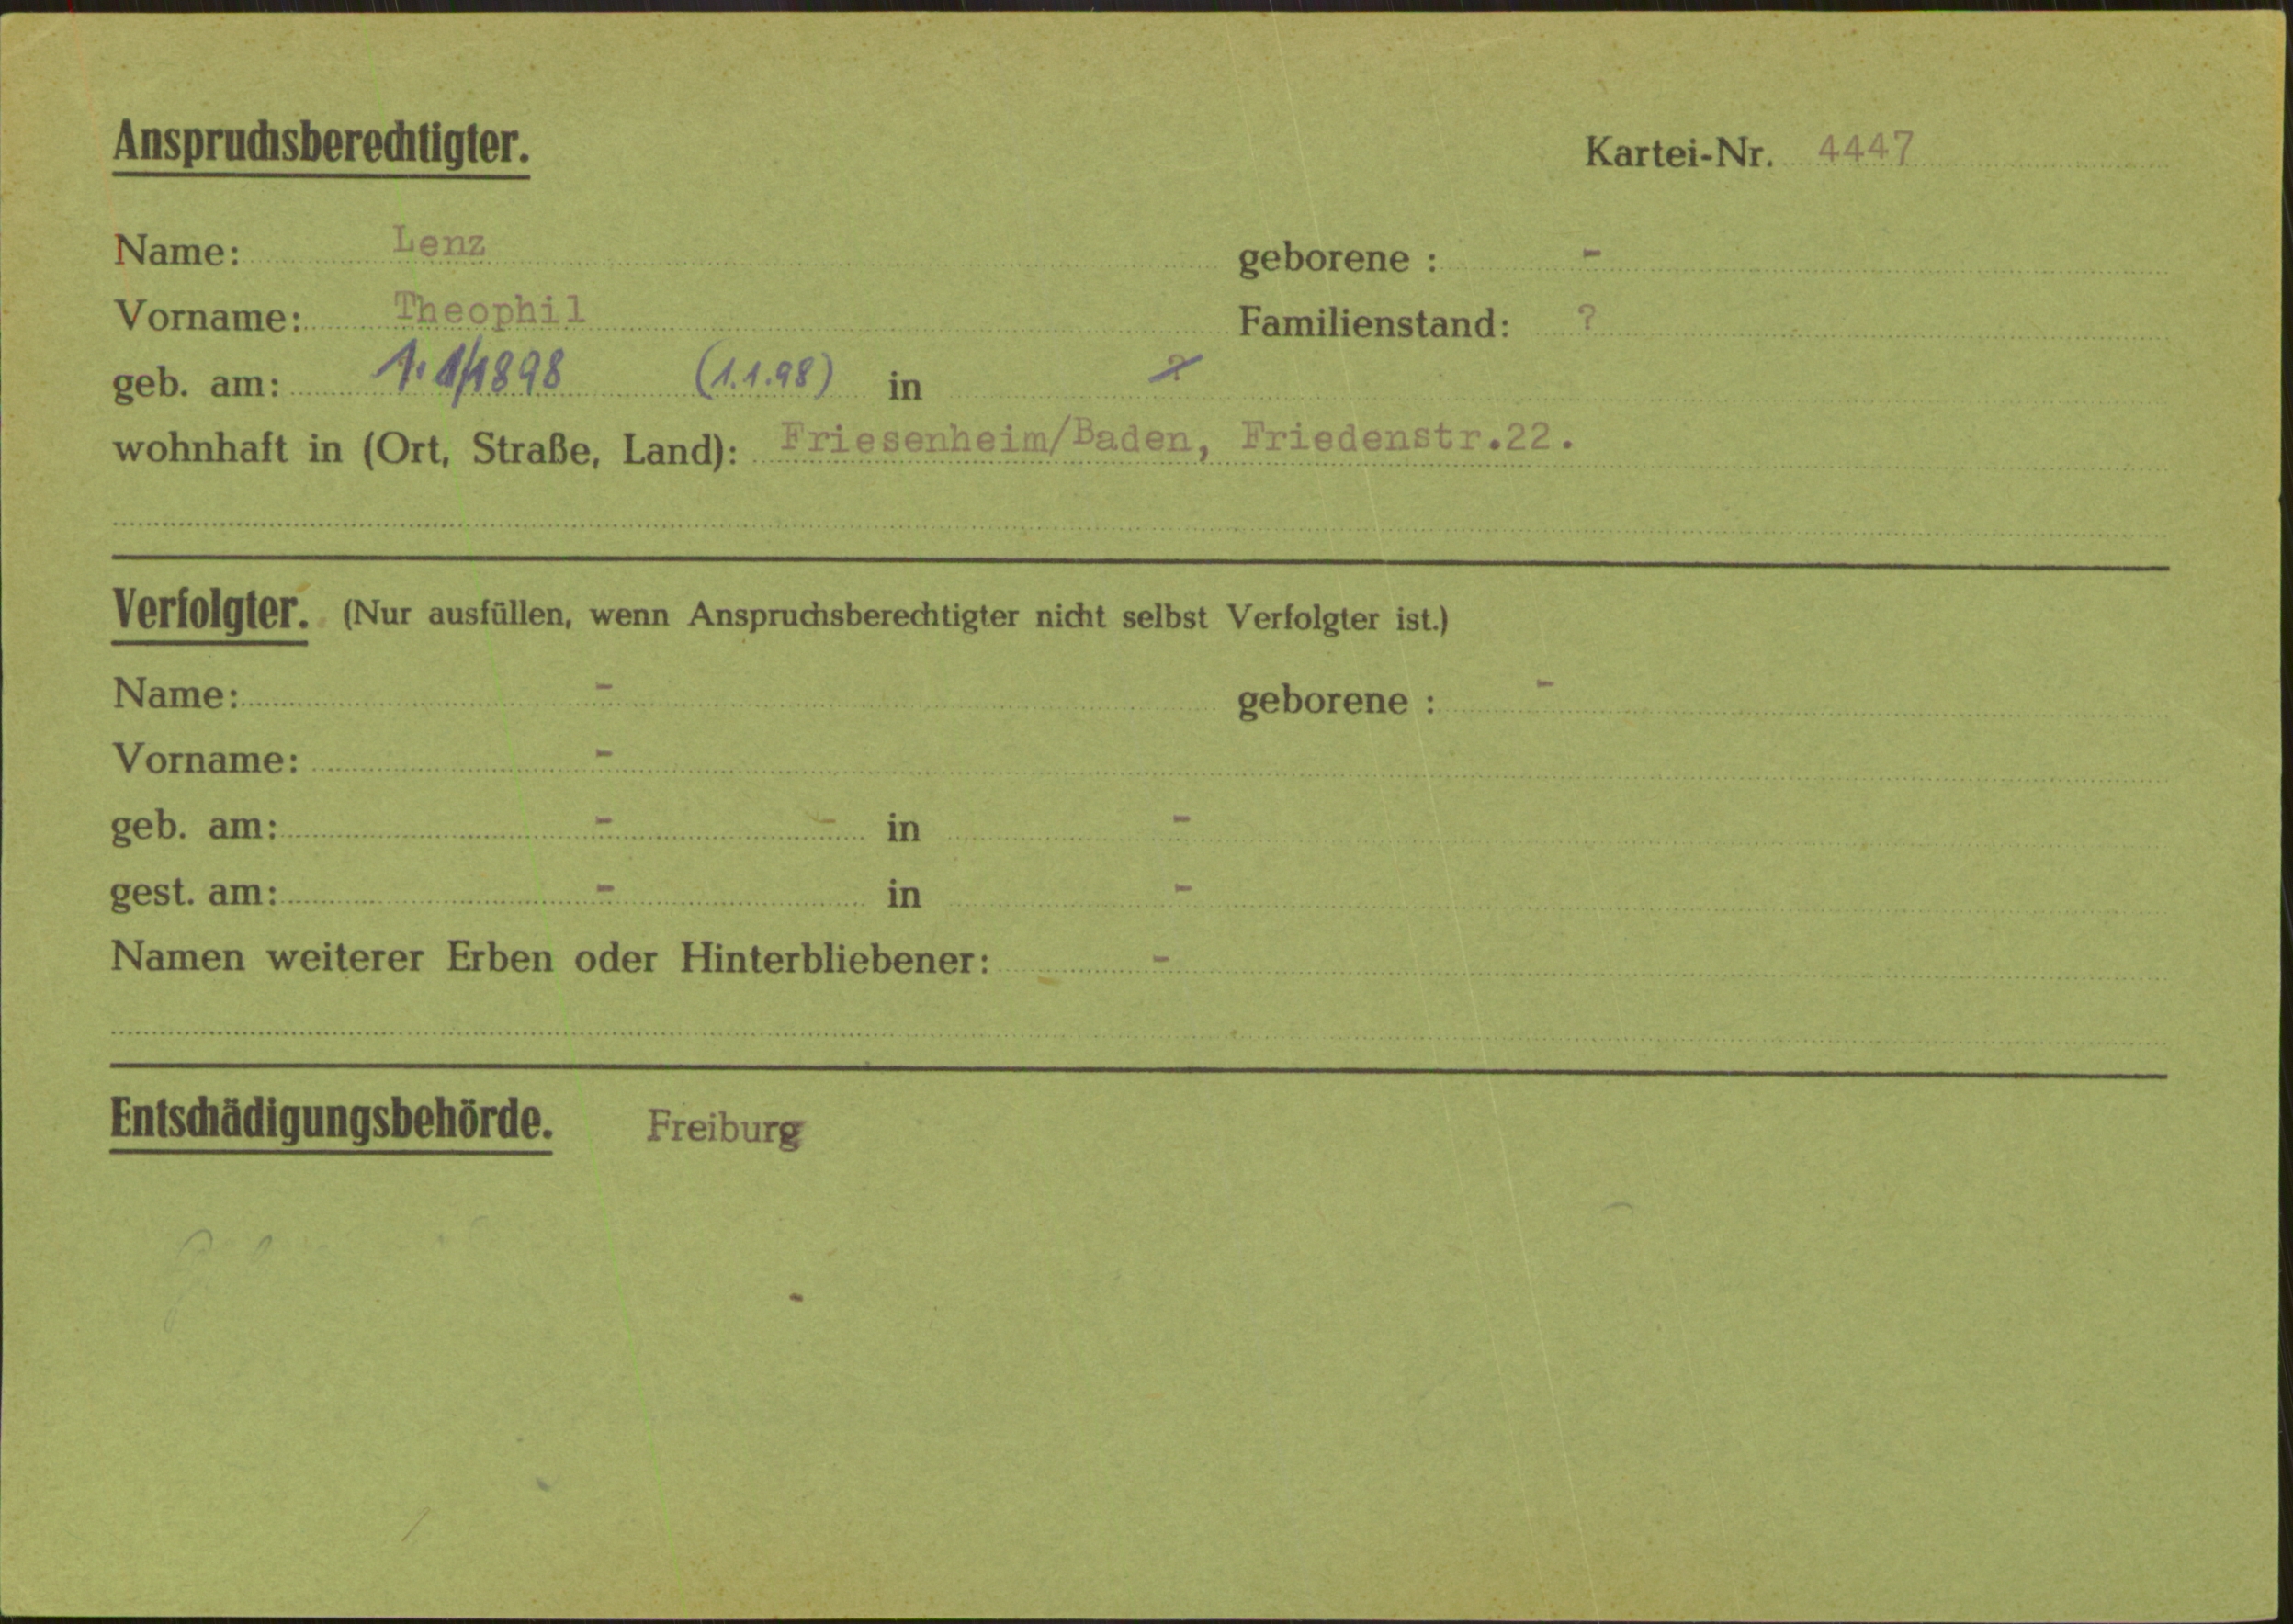 Anspruchsberechtigter.
Kartei-Nr. 4447
Name: Lenz geborene : -
Vorname: Theophil Familienstand: ?
geb. am: 1.1/1898 (1.1.98) in ?
wohnhaft in (Ort, Straße, Land): Friesenheim/Baden, Friedenstr.22.
Verfolgter. (Nur ausfüllen, wenn Anspruchsberechtigter nicht selbst Verfolgter ist.)
Name: - geborene : -
Vorname: -
geb. am: - in -
gest. am: - in -
Namen weiterer Erben oder Hinterbliebener: -
Entschädigungsbehörde. Freiburg
-